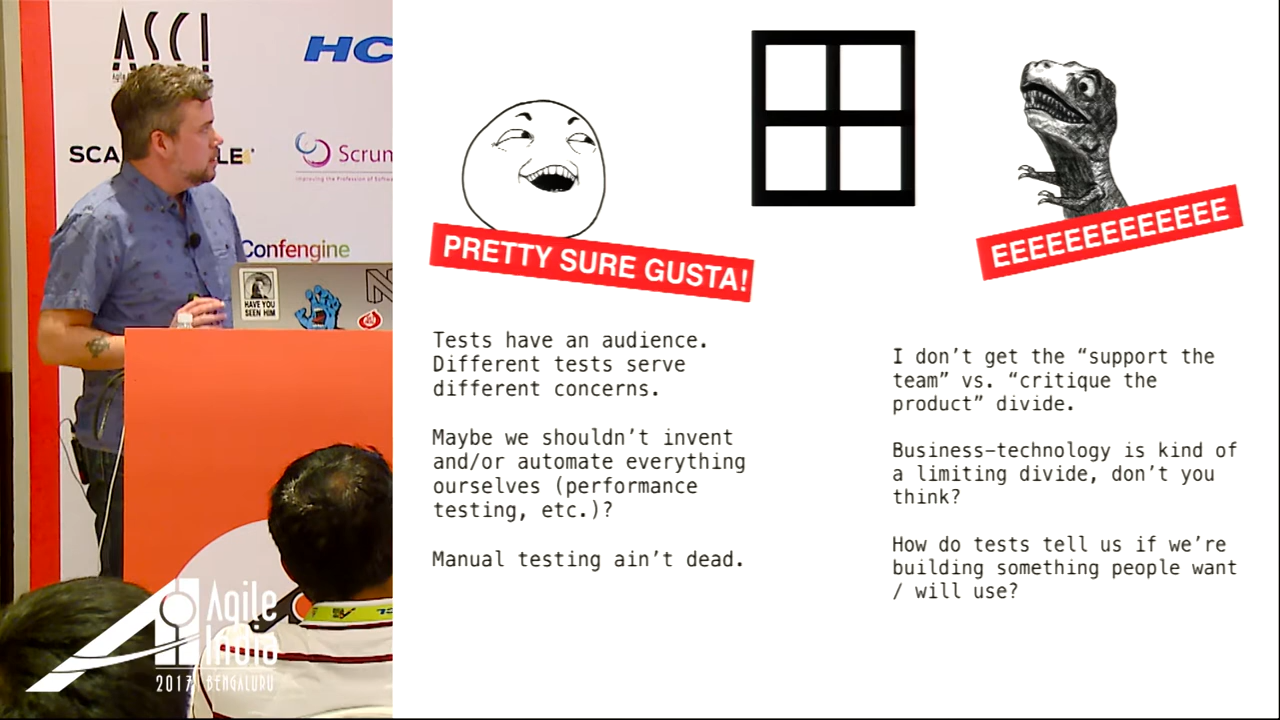 ASCI
HC
Scrum
Confengine
HAVE YOU
SEEN HIM
Agile
India
2017 BENGALURU
PRETTY SURE GUSTA!
Tests have an audience.
Different tests serve
different concerns.
Maybe we shouldn’t invent
and/or automate everything
ourselves (performance
testing, etc.)?
Manual testing ain’t dead.
EEEEEEEEEEEEE
I don’t get the “support the
team” vs. “critique the
product” divide.
Business-technology is kind of
a limiting divide, don’t you
think?
How do tests tell us if we’re
building something people want
/ will use?